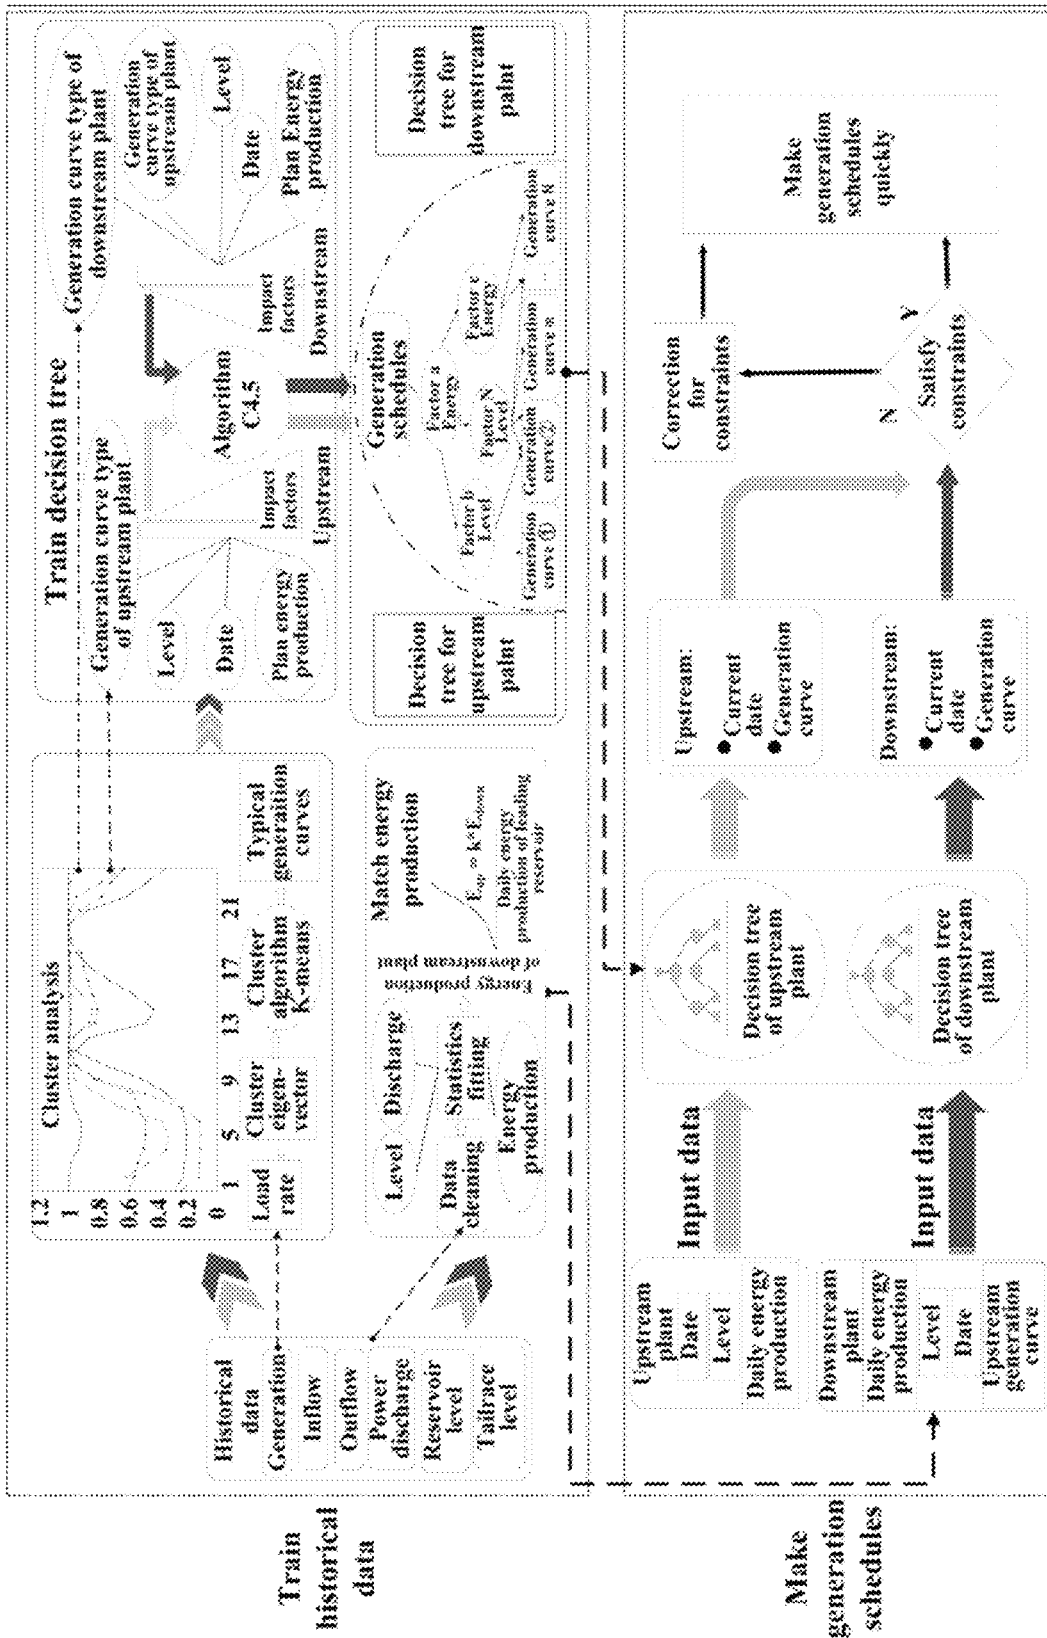 Train
historical
data
Historical
data
Generation
Inflow
Outflow
Power
discharge
Reservoir
level
Tailrace
level
Cluster analysis
1.2
1
0.8
0.6
0.4
0.2
0
1 5 9 13 17 21
Load
rate
Cluster
eigen-
vector
Cluster
algorithm
K-means
Typical
generation
curves
Level
Discharge
Data
cleaning
Statistics
fitting
Energy
production
Match energy
production
Energy production
of downstream plant
Daily energy
production of leading
reservoir
Train decision tree
Generation curve type
of upstream plant
Level
Date
Plan energy
production
Impact
factors
Upstream
Algorithm
C4.5
Generation curve type of
downstream plant
Generation
curve type of
upstream plant
Level
Date
Plan Energy
production
Impact
factors
Downstream
Decision
tree for
upstream
paint
Generation
schedules
Factor a
Energy
Factor b
Level
Factor N
Level
Factor c
Energy
Generation
curve ①
Generation
curve ②
Generation
curve n
Generation
curve K
Decision
tree for
downstream
paint
Make
generation
schedules
Upstream
plant
Date
Level
Daily energy
production
Downstream
plant
Daily energy
production
Level
Date
Upstream
generation
curve
Input data
Input data
Decision tree
of upstream
plant
Decision tree
of downstream
plant
Upstream:
●Current
date
●Generation
curve
Downstream:
●Current
date
●Generation
curve
Correction
for
constraints
N
Y
Satisfy
constraints
Make
generation
schedules
quickly